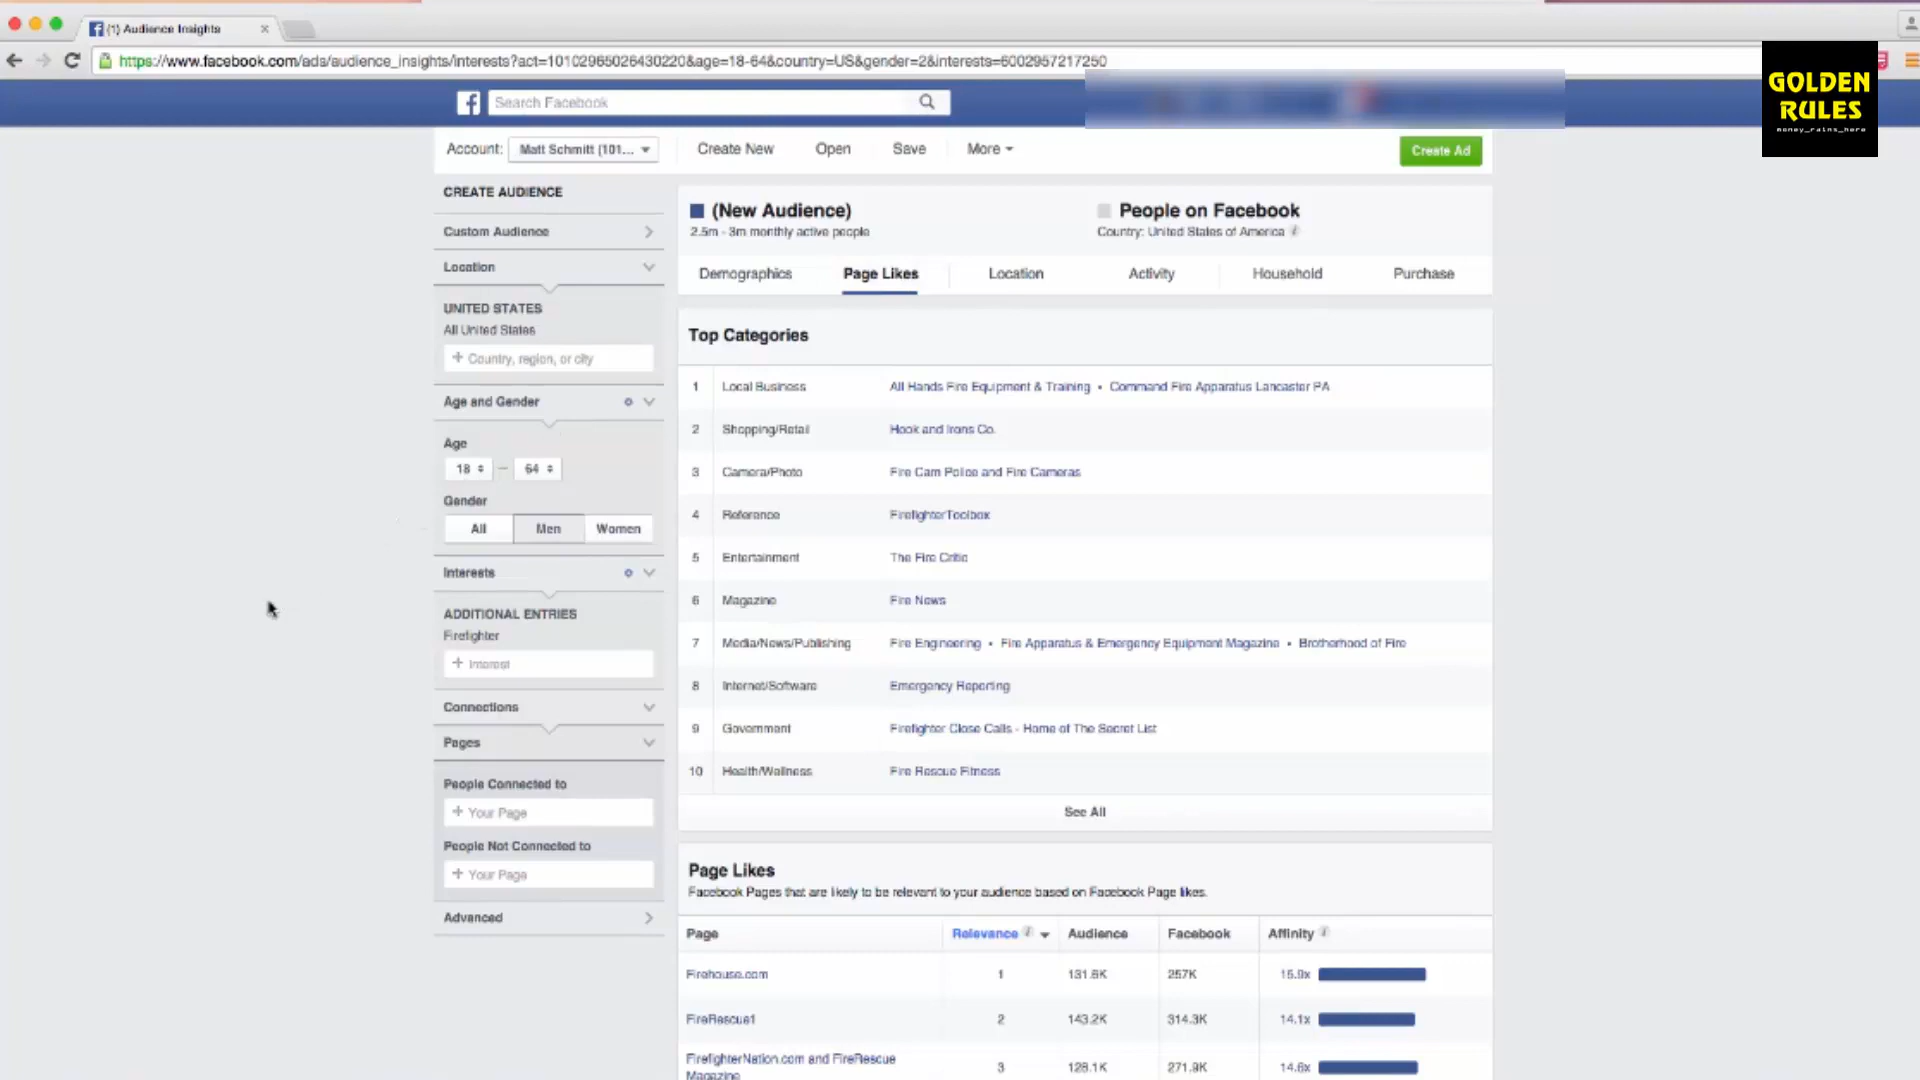 (1) Audience Insights
https://www.facebook.com/ads/audience_insights/interests?act=10102965026430220&age=18-64&country=US&gender=2&interests=6002957217250
GOLDEN
RULES
money_rains_here
Search Facebook
Account: Matt Schmitt (101... Create New Open Save More Create Ad
CREATE AUDIENCE
Custom Audience
Location
UNITED STATES
All United States
+ Country, region, or city
Age and Gender
Age
18 – 64
Gender
All Men Women
Interests
ADDITIONAL ENTRIES
Firefighter
+ Interest
Connections
Pages
People Connected to
+ Your Page
People Not Connected to
+ Your Page
Advanced
(New Audience)
2.5m - 3m monthly active people
People on Facebook
Country: United States of America
Demographics Page Likes Location Activity Household Purchase
Top Categories
1 Local Business All Hands Fire Equipment & Training • Command Fire Apparatus Lancaster PA
2 Shopping/Retail Hook and Irons Co.
3 Camera/Photo Fire Cam Police and Fire Cameras
4 Reference FirefighterToolbox
5 Entertainment The Fire Critic
6 Magazine Fire News
7 Media/News/Publishing Fire Engineering • Fire Apparatus & Emergency Equipment Magazine • Brotherhood of Fire
8 Internet/Software Emergency Reporting
9 Government Firefighter Close Calls - Home of The Secret List
10 Health/Wellness Fire Rescue Fitness
See All
Page Likes
Facebook Pages that are likely to be relevant to your audience based on Facebook Page likes.
Page Relevance Audience Facebook Affinity
Firehouse.com 1 131.6K 257K 15.9x
FireRescue1 2 143.2K 314.3K 14.1x
FirefighterNation.com and FireRescue
Magazine 3 128.1K 271.9K 14.6x